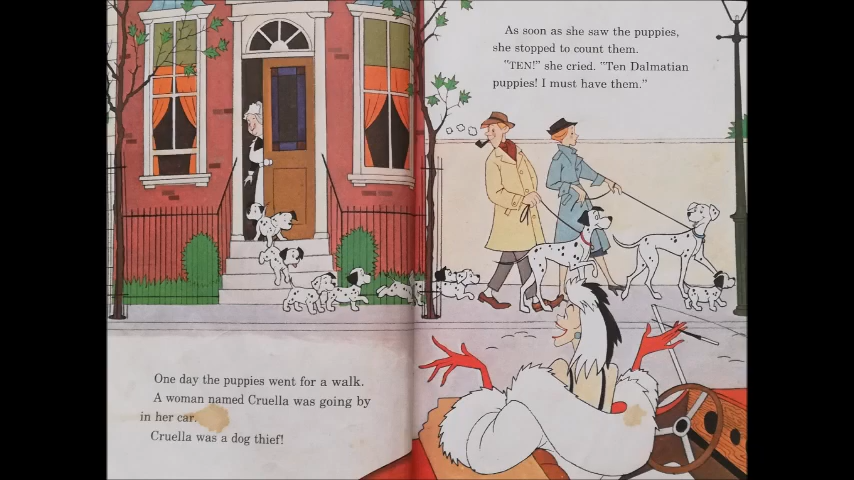 One day the puppies went for a walk.
A woman named Cruella was going by
in her car.
Cruella was a dog thief!
As soon as she saw the puppies,
she stopped to count them.
"TEN!" she cried. "Ten Dalmatian
puppies! I must have them."